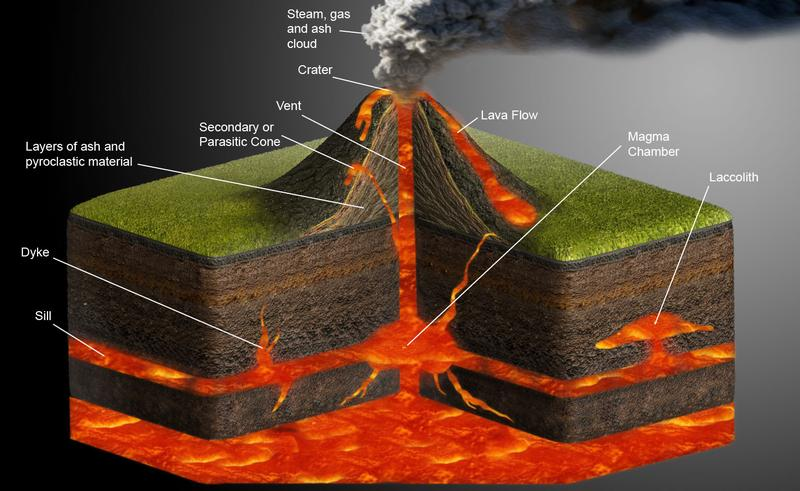 Steam, gas
and ash
cloud
Crater
Vent
Lava Flow
Secondary or
Parasitic Cone
Magma
Chamber
Layers of ash and
pyroclastic material
Laccolith
Dyke
Sill